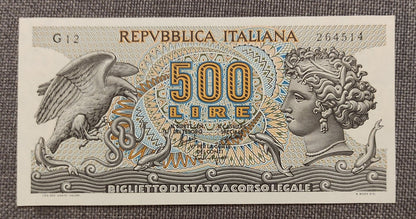 REPVBBLICA ITALIANA
G 12
264514
500
LIRE
BIGLIETTO DI STATO A CORSO LEGALE